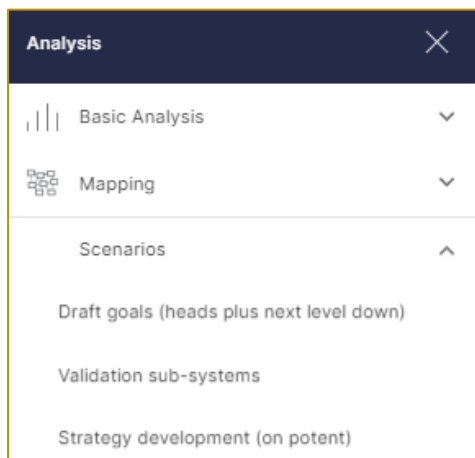 Analysis
Basic Analysis
Mapping
Scenarios
Draft goals (heads plus next level down)
Validation sub-systems
Strategy development (on potent)